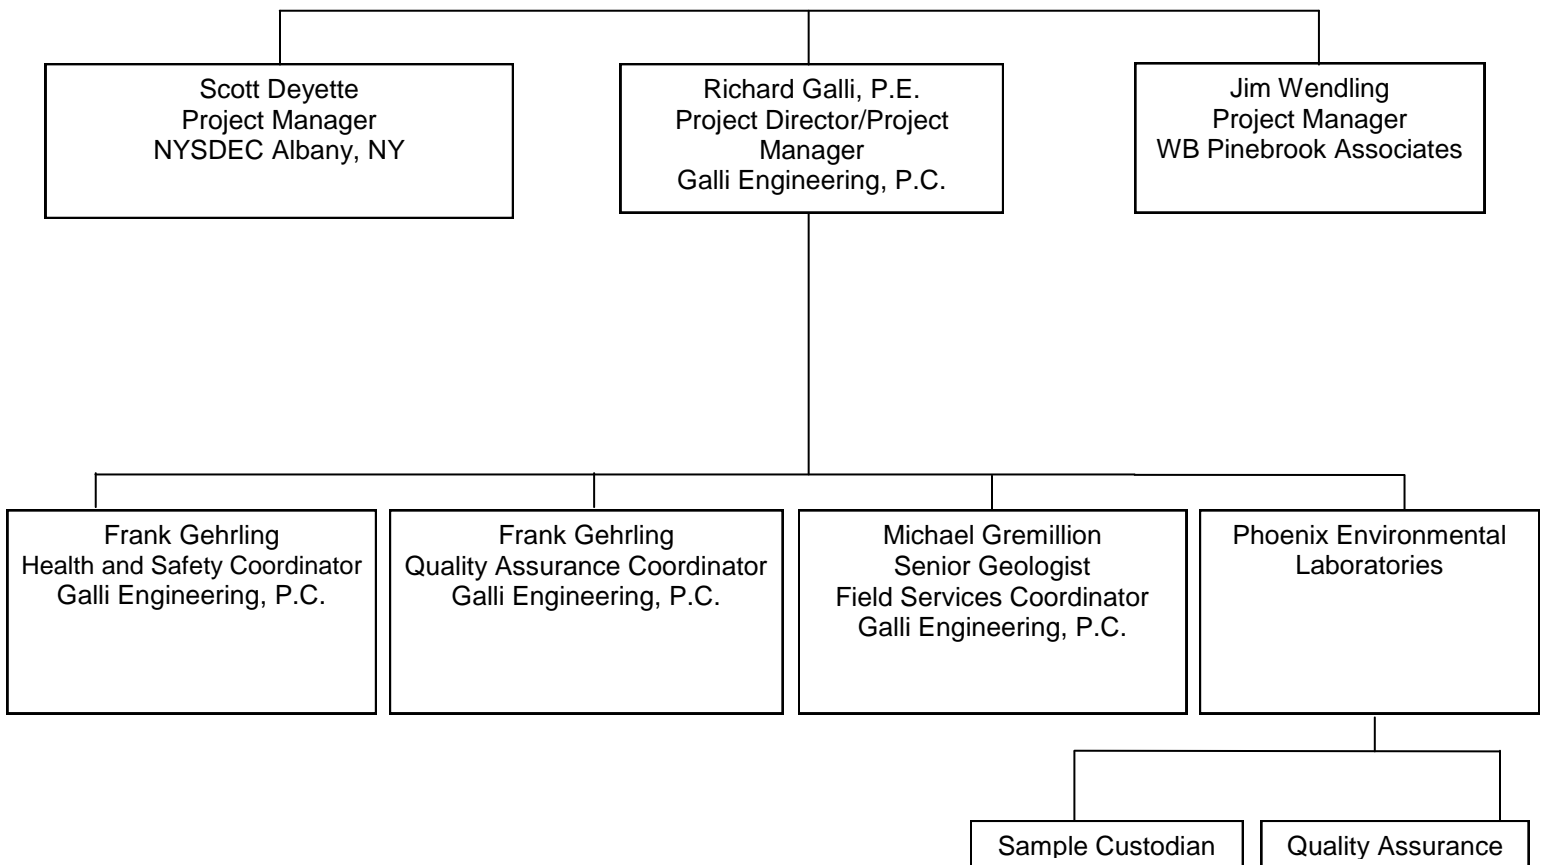 Scott Deyette
Project Manager
NYSDEC Albany, NY
Richard Galli, P.E.
Project Director/Project
Manager
Galli Engineering, P.C.
Jim Wendling
Project Manager
WB Pinebrook Associates
Frank Gehrling
Health and Safety Coordinator
Galli Engineering, P.C.
Frank Gehrling
Quality Assurance Coordinator
Galli Engineering, P.C.
Michael Gremillion
Senior Geologist
Field Services Coordinator
Galli Engineering, P.C.
Phoenix Environmental
Laboratories
Sample Custodian
Quality Assurance